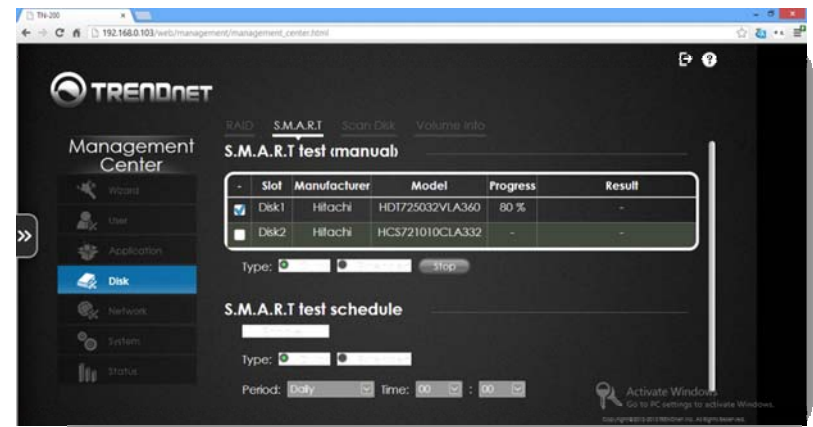 TN-200
192.168.0.103/web/management/management_center.html
TRENDNET
RAID S.M.A.R.T Scan Disk Volume Info
Management Center
S.M.A.R.T test (manual)
- Slot Manufacturer Model Progress Result
Disk1 Hitachi HDT725032VLA360 80 % -
Disk2 Hitachi HCS721010CLA332 - -
Type: Stop
Wizard
User
Application
Disk
Network
System
Status
S.M.A.R.T test schedule
Type:
Period: Daily Time: 00 : 00
Activate Windows
Go to PC settings to activate Windows.